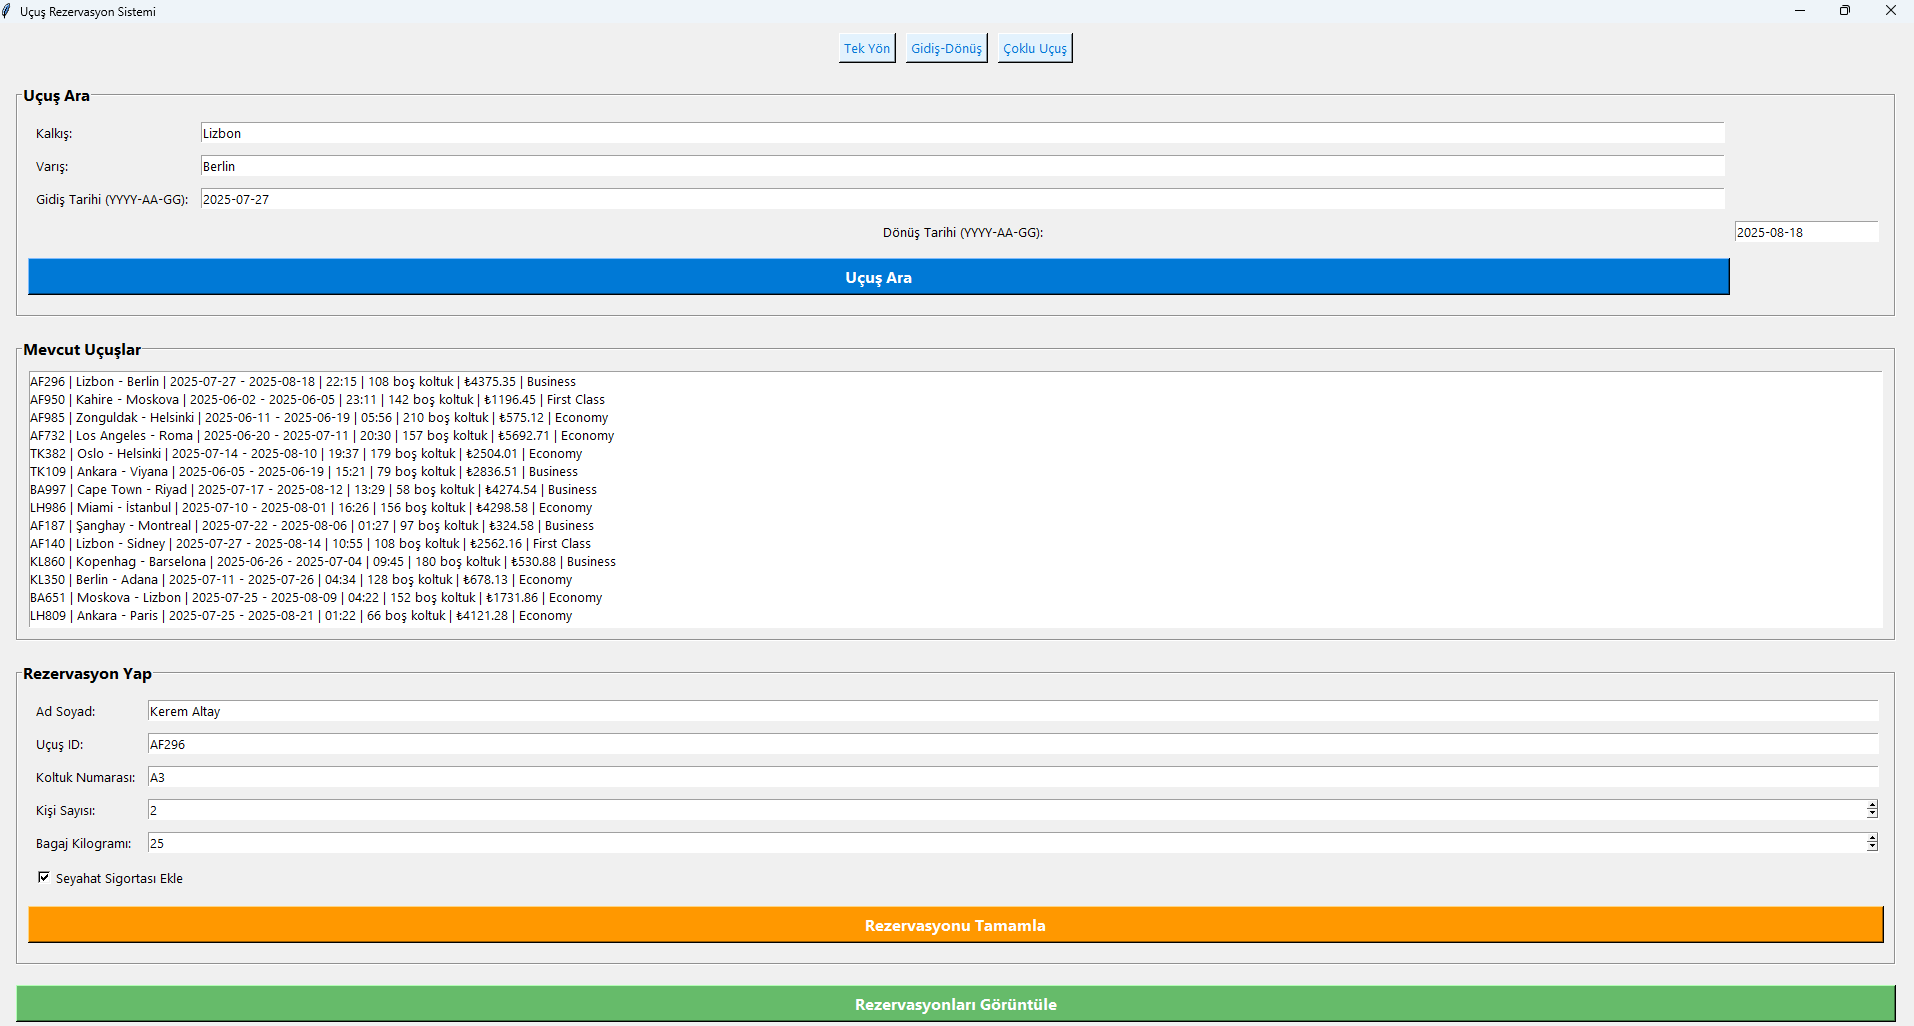 Uçuş Rezervasyon Sistemi
Tek Yön Gidiş-Dönüş Çoklu Uçuş
Uçuş Ara
Kalkış: Lizbon
Varış: Berlin
Gidiş Tarihi (YYYY-AA-GG): 2025-07-27
Dönüş Tarihi (YYYY-AA-GG): 2025-08-18
Uçuş Ara
Mevcut Uçuşlar
AF296 | Lizbon - Berlin | 2025-07-27 - 2025-08-18 | 22:15 | 108 boş koltuk | ₺4375.35 | Business
AF950 | Kahire - Moskova | 2025-06-02 - 2025-06-05 | 23:11 | 142 boş koltuk | ₺1196.45 | First Class
AF985 | Zonguldak - Helsinki | 2025-06-11 - 2025-06-19 | 05:56 | 210 boş koltuk | ₺575.12 | Economy
AF732 | Los Angeles - Roma | 2025-06-20 - 2025-07-11 | 20:30 | 157 boş koltuk | ₺5692.71 | Economy
TK382 | Oslo - Helsinki | 2025-07-14 - 2025-08-10 | 19:37 | 179 boş koltuk | ₺2504.01 | Economy
TK109 | Ankara - Viyana | 2025-06-05 - 2025-06-19 | 15:21 | 79 boş koltuk | ₺2836.51 | Business
BA997 | Cape Town - Riyad | 2025-07-17 - 2025-08-12 | 13:29 | 58 boş koltuk | ₺4274.54 | Business
LH986 | Miami - İstanbul | 2025-07-10 - 2025-08-01 | 16:26 | 156 boş koltuk | ₺4298.58 | Economy
AF187 | Şanghay - Montreal | 2025-07-22 - 2025-08-06 | 01:27 | 97 boş koltuk | ₺324.58 | Business
AF140 | Lizbon - Sidney | 2025-07-27 - 2025-08-14 | 10:55 | 108 boş koltuk | ₺2562.16 | First Class
KL860 | Kopenhag - Barselona | 2025-06-26 - 2025-07-04 | 09:45 | 180 boş koltuk | ₺530.88 | Business
KL350 | Berlin - Adana | 2025-07-11 - 2025-07-26 | 04:34 | 128 boş koltuk | ₺678.13 | Economy
BA651 | Moskova - Lizbon | 2025-07-25 - 2025-08-09 | 04:22 | 152 boş koltuk | ₺1731.86 | Economy
LH809 | Ankara - Paris | 2025-07-25 - 2025-08-21 | 01:22 | 66 boş koltuk | ₺4121.28 | Economy
Rezervasyon Yap
Ad Soyad: Kerem Altay
Uçuş ID: AF296
Koltuk Numarası: A3
Kişi Sayısı: 2
Bagaj Kilogramı: 25
Seyahat Sigortası Ekle
Rezervasyonu Tamamla
Rezervasyonları Görüntüle